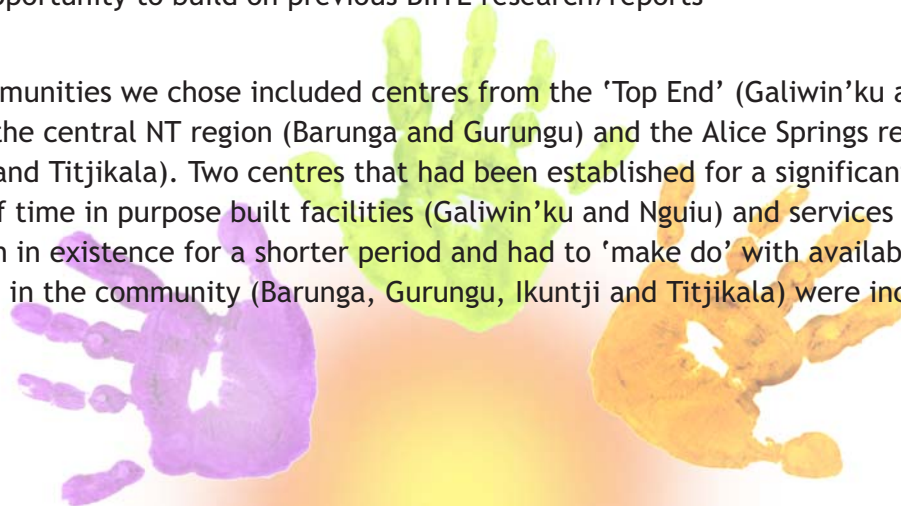 opportunity to build on previous BIITE research/reports
munities we chose included centres from the ‘Top End’ (Galiwin’ku a
the central NT region (Barunga and Gurungu) and the Alice Springs re
and Titjikala). Two centres that had been established for a significan
f time in purpose built facilities (Galiwin’ku and Nguiu) and services
n in existence for a shorter period and had to ‘make do’ with availab
in the community (Barunga, Gurungu, Ikuntji and Titjikala) were inc